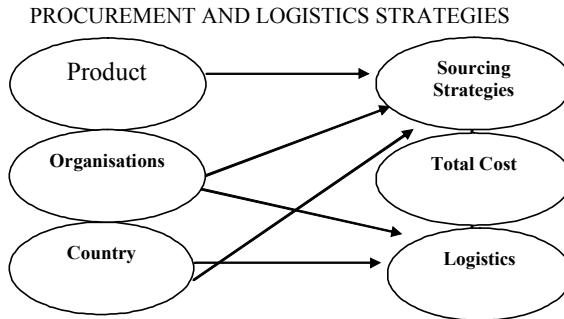 PROCUREMENT AND LOGISTICS STRATEGIES
Product
Organisations
Country
Sourcing
Strategies
Total Cost
Logistics